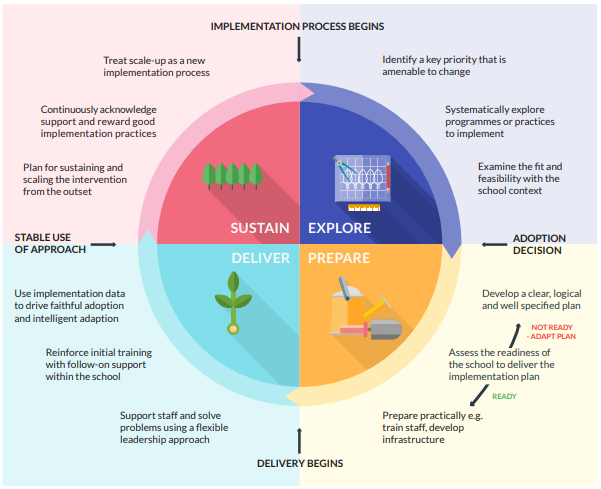 IMPLEMENTATION PROCESS BEGINS
Treat scale-up as a new
implementation process
Continuously acknowledge
support and reward good
implementation practices
Plan for sustaining and
scaling the intervention
from the outset
STABLE USE
OF APPROACH
Identify a key priority that is
amenable to change
Systematically explore
programmes or practices
to implement
Examine the fit and
feasibility with the
school context
ADOPTION
DECISION
SUSTAIN
EXPLORE
DELIVER
PREPARE
Use implementation data
to drive faithful adoption
and intelligent adaption
Reinforce initial training
with follow-on support
within the school
Support staff and solve
problems using a flexible
leadership approach
Develop a clear, logical
and well specified plan
NOT READY
- ADAPT PLAN
Assess the readiness of
the school to deliver the
implementation plan
READY
Prepare practically e.g.
train staff, develop
infrastructure
DELIVERY BEGINS